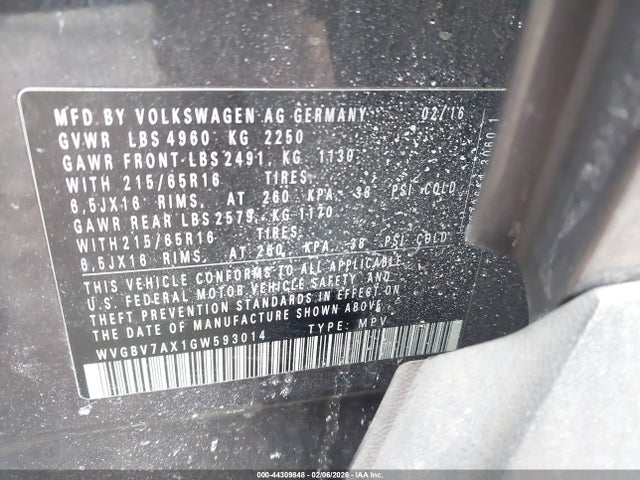 MFD.BY VOLKSWAGEN AG GERMANY 02/16
GVWR LBS 4960 KG 2250
GAWR FRONT-LBS 2491, KG 1130
WITH 215/65R16 TIRES,
6,5JX16 RIMS, AT 260 KPA, 38 PSI COLD
GAWR REAR LBS 2579, KG 1170
WITH 215/65R16 TIRES,
6,5JX16 RIMS, AT 260 KPA, 38 PSI COLD
THIS VEHICLE CONFORMS TO ALL APPLICABLE
U.S. FEDERAL MOTOR VEHICLE SAFETY AND
THEFT PREVENTION STANDARDS IN EFFECT ON
THE DATE OF MANUFACTURE SHOWN ABOVE.
WVGBV7AX1GW593014 TYPE: MPV
000-44309848 - 02/06/2026 - IAA Inc.